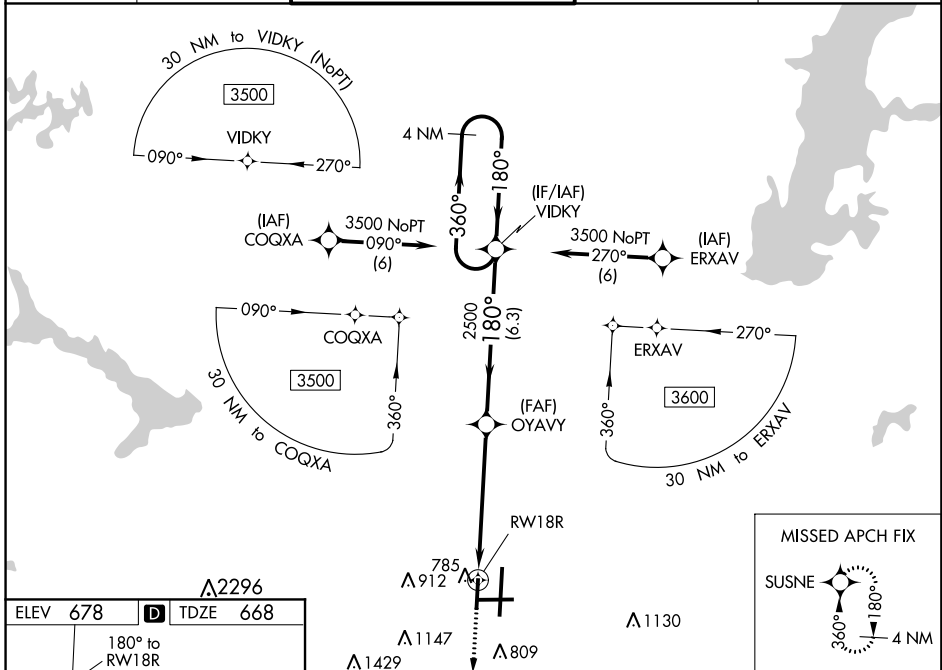 30 NM to VIDKY (NoPT)
3500
VIDKY
090°
270°
4 NM
360°
180°
(IF/IAF)
VIDKY
(IAF)
COQXA
3500 NoPT
090°
(6)
3500 NoPT
270°
(6)
(IAF)
ERXAV
2500
180°
(6.3)
090°
COQXA
3500
360°
30 NM to COQXA
270°
ERXAV
3600
360°
30 NM to ERXAV
(FAF)
OYAVY
RW18R
785
912
2296
1147
1429
809
1130
MISSED APCH FIX
SUSNE
360°
180°
4 NM
ELEV 678 D TDZE 668
180° to
RW18R